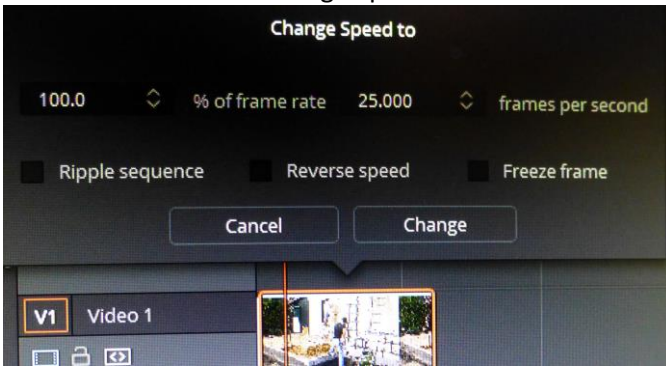 Change Speed to
100.0 % of frame rate 25.000 frames per second
Ripple sequence Reverse speed Freeze frame
Cancel Change
V1 Video 1